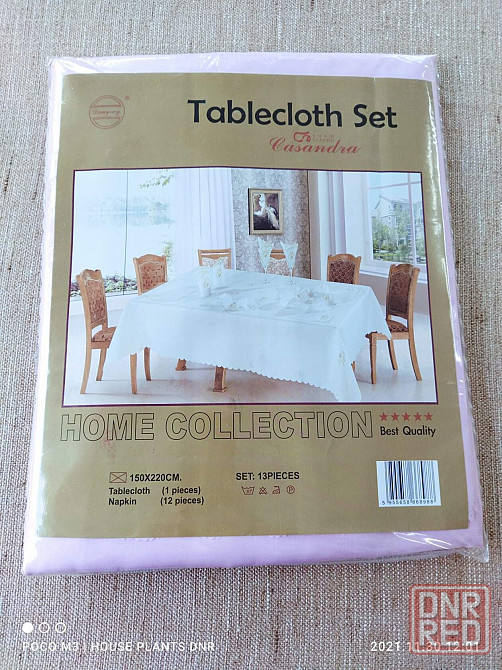 Tablecloth Set
Casandra
HOME COLLECTION
★★★★★
Best Quality
150X220CM.
SET: 13PIECES
Tablecloth (1 pieces)
Napkin (12 pieces)
POCO M3 | HOUSE PLANTS DNR
2021 11 30 12:01
DNR
RED